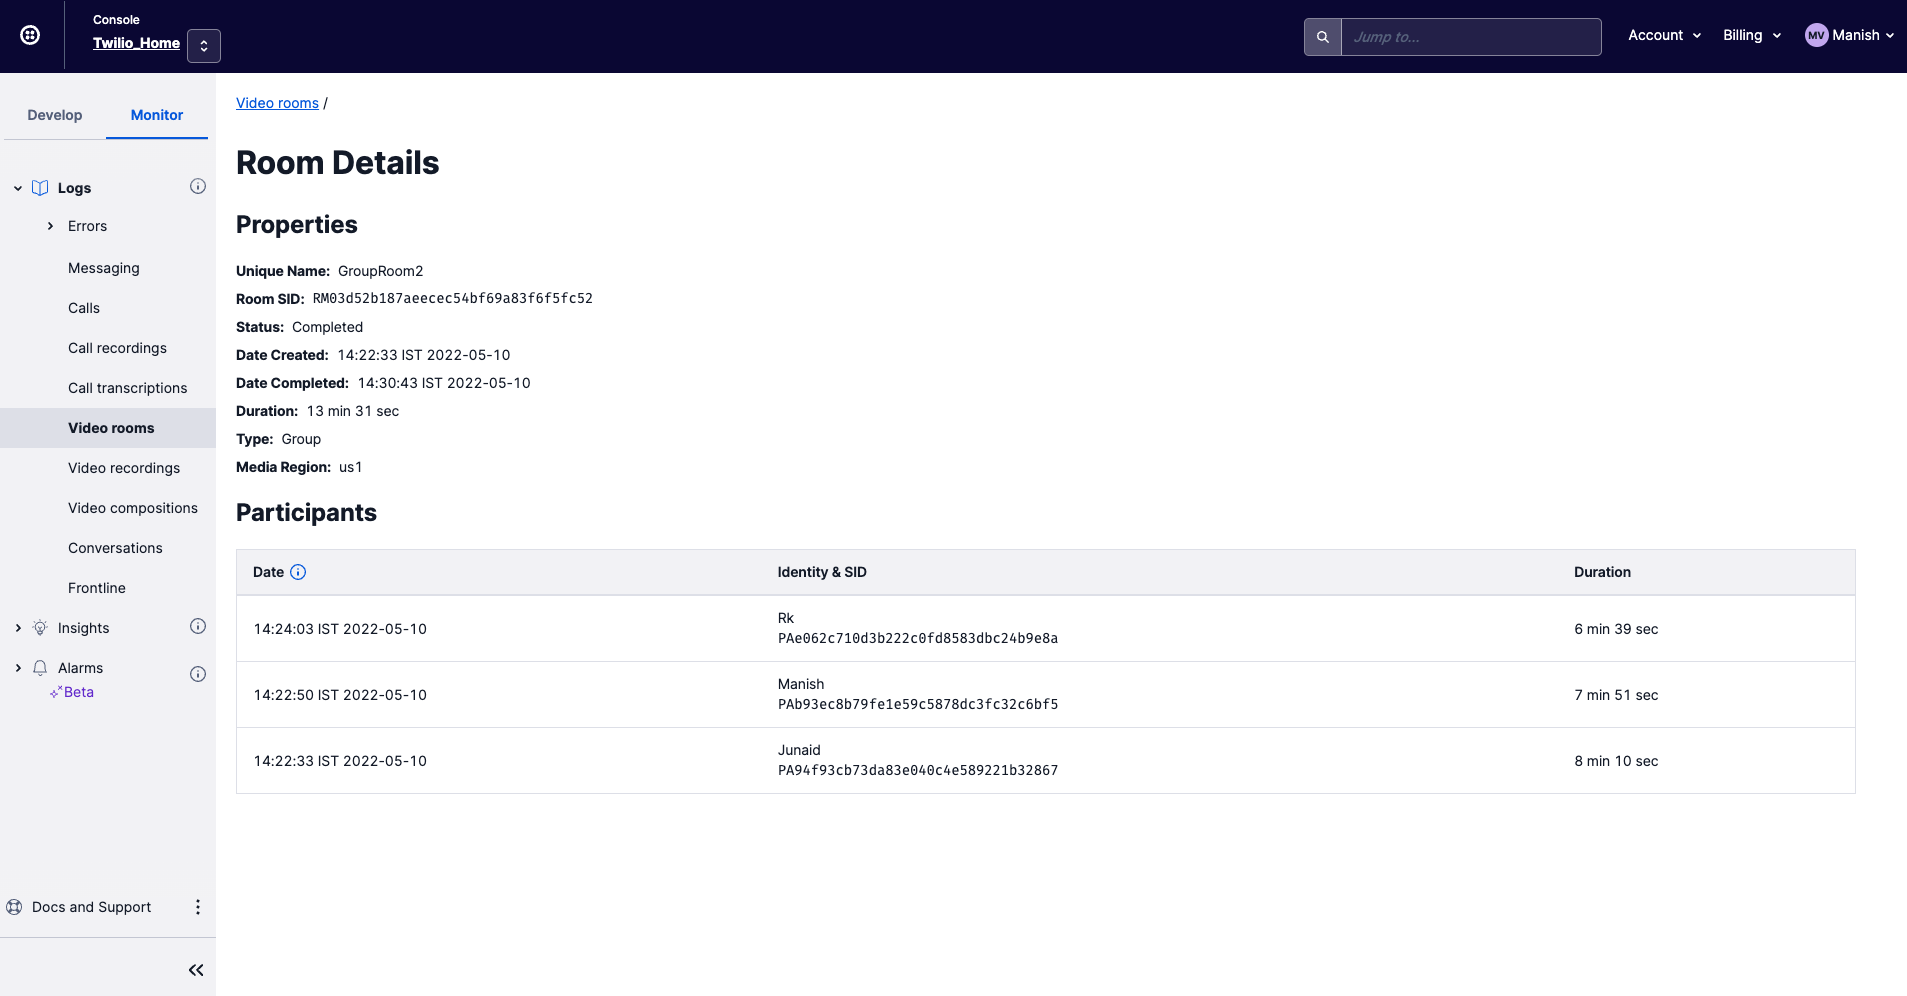 Console
Twilio_Home
Jump to...
Account
Billing
MV Manish
Develop
Monitor
Logs
Errors
Messaging
Calls
Call recordings
Call transcriptions
Video rooms
Video recordings
Video compositions
Conversations
Frontline
Insights
Alarms
Beta
Docs and Support
Video rooms /
Room Details
Properties
Unique Name: GroupRoom2
Room SID: RM03d52b187aeecec54bf69a83f6f5fc52
Status: Completed
Date Created: 14:22:33 IST 2022-05-10
Date Completed: 14:30:43 IST 2022-05-10
Duration: 13 min 31 sec
Type: Group
Media Region: us1
Participants
Date Identity & SID Duration
14:24:03 IST 2022-05-10
Rk
PAe062c710d3b222c0fd8583dbc24b9e8a
6 min 39 sec
14:22:50 IST 2022-05-10
Manish
PAb93ec8b79fe1e59c5878dc3fc32c6bf5
7 min 51 sec
14:22:33 IST 2022-05-10
Junaid
PA94f93cb73da83e040c4e589221b32867
8 min 10 sec